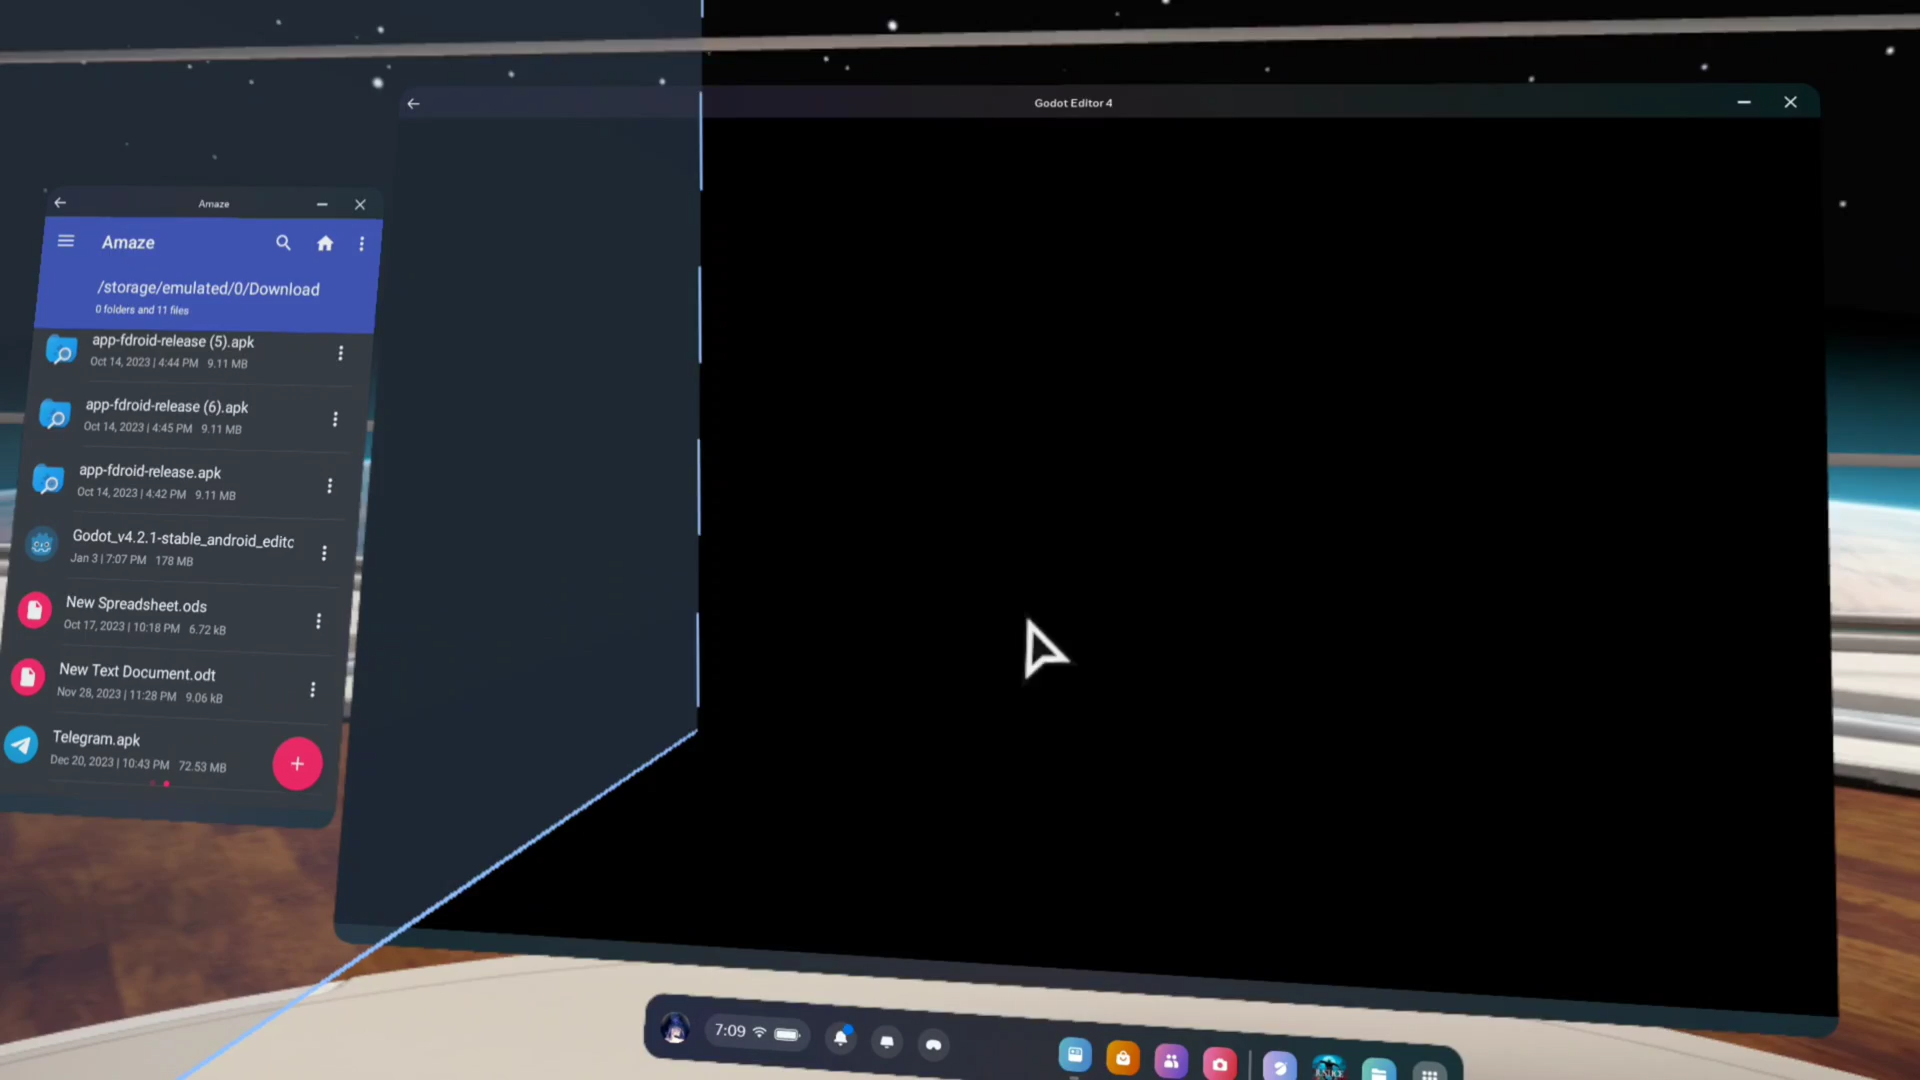 Godot Editor 4
Amaze
Amaze
/storage/emulated/0/Download
0 folders and 11 files
app-fdroid-release (5).apk
Oct 14, 2023 | 4:44 PM 9.11 MB
app-fdroid-release (6).apk
Oct 14, 2023 | 4:45 PM 9.11 MB
app-fdroid-release.apk
Oct 14, 2023 | 4:42 PM 9.11 MB
Godot_v4.2.1-stable_android_editc
Jan 3 | 7:07 PM 178 MB
New Spreadsheet.ods
Oct 17, 2023 | 10:18 PM 6.72 kB
New Text Document.odt
Nov 28, 2023 | 11:28 PM 9.06 kB
Telegram.apk
Dec 20, 2023 | 10:43 PM 72.53 MB
7:09